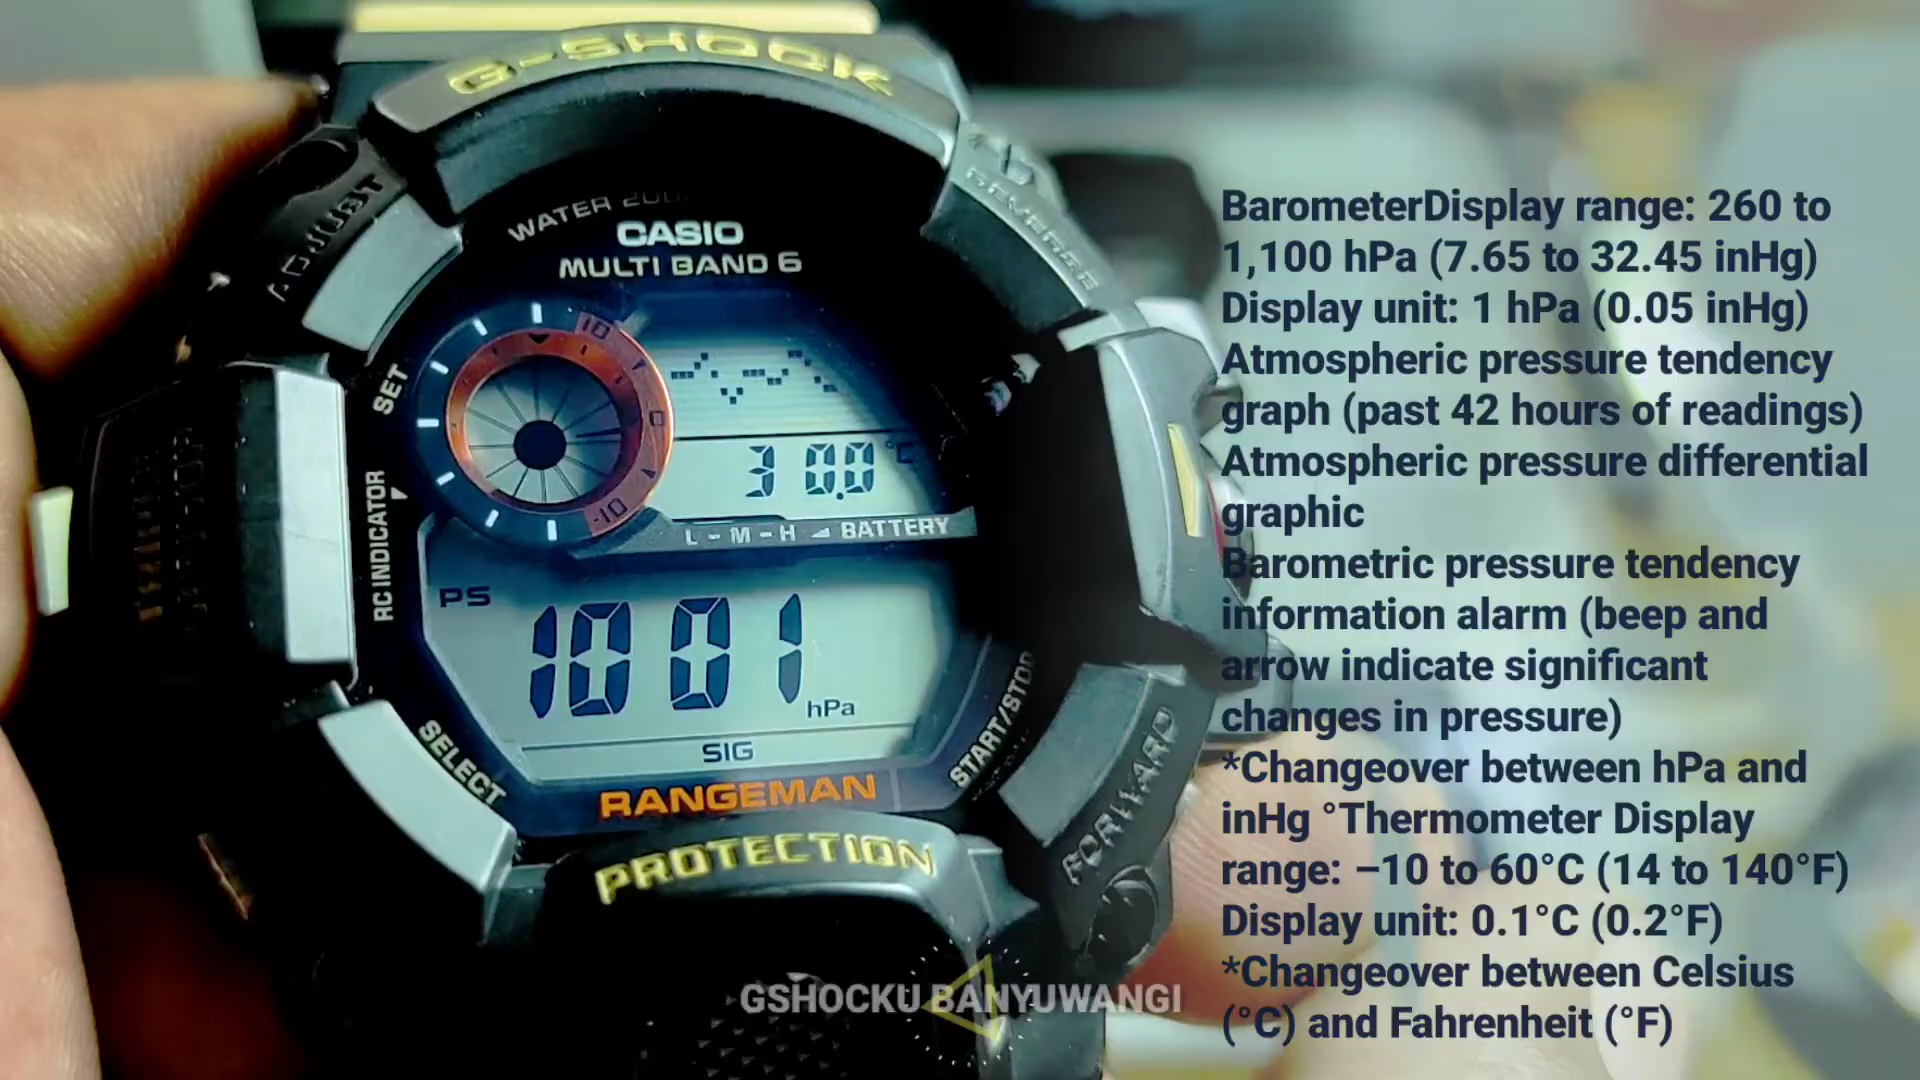 G-SHOCK
ADJUST
REVERSE
WATER 200
CASIO
MULTI BAND 6
SET
10
0
-10
30.0 °C
L - M - H BATTERY
RC INDICATOR
PS
1001 hPa
SIG
SELECT
START/STOP
RANGEMAN
PROTECTION
FORWARD
GSHOCKU BANYUWANGI
BarometerDisplay range: 260 to
1,100 hPa (7.65 to 32.45 inHg)
Display unit: 1 hPa (0.05 inHg)
Atmospheric pressure tendency
graph (past 42 hours of readings)
Atmospheric pressure differential
graphic
Barometric pressure tendency
information alarm (beep and
arrow indicate significant
changes in pressure)
*Changeover between hPa and
inHg °Thermometer Display
range: –10 to 60°C (14 to 140°F)
Display unit: 0.1°C (0.2°F)
*Changeover between Celsius
(°C) and Fahrenheit (°F)